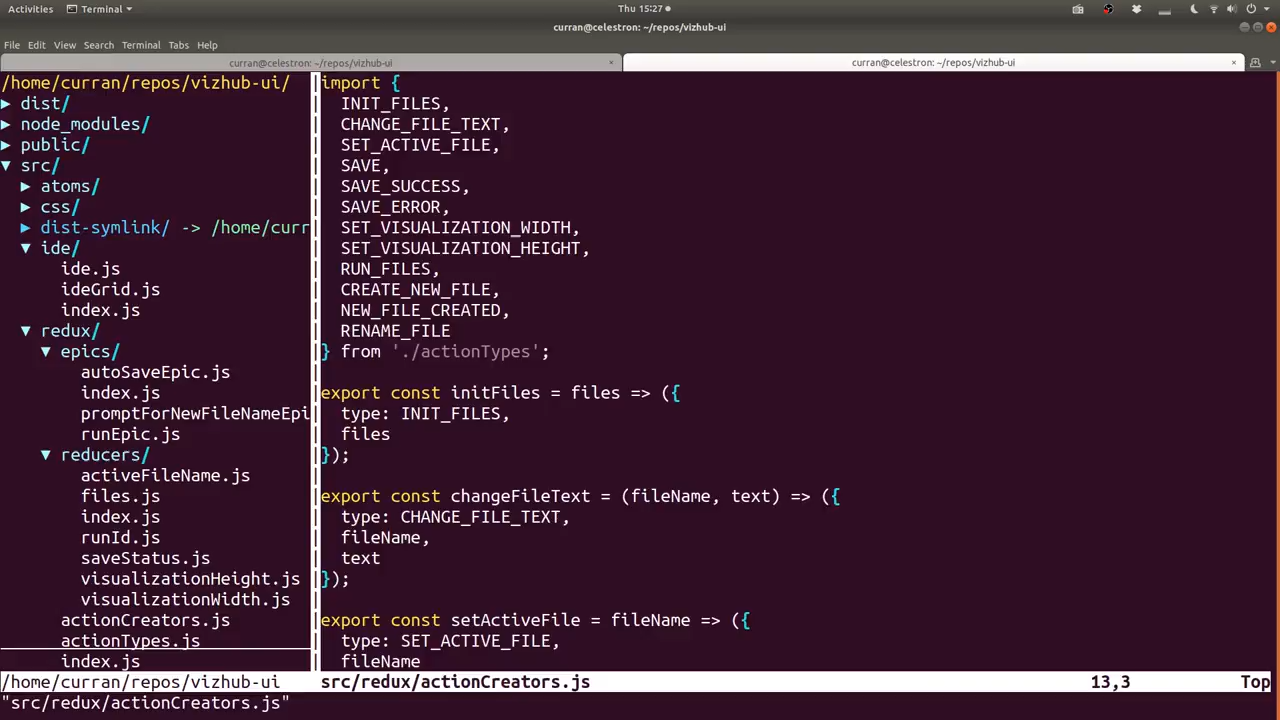 Activities Terminal Thu 15:27
curran@celestron: ~/repos/vizhub-ui
File Edit View Search Terminal Tabs Help
curran@celestron: ~/repos/vizhub-ui × curran@celestron: ~/repos/vizhub-ui ×
/home/curran/repos/vizhub-ui/
▶ dist/
▶ node_modules/
▶ public/
▼ src/
▶ atoms/
▶ css/
▶ dist-symlink/ -> /home/curr
▼ ide/
ide.js
ideGrid.js
index.js
▼ redux/
▼ epics/
autoSaveEpic.js
index.js
promptForNewFileNameEpi
runEpic.js
▼ reducers/
activeFileName.js
files.js
index.js
runId.js
saveStatus.js
visualizationHeight.js
visualizationWidth.js
actionCreators.js
actionTypes.js
index.js
/home/curran/repos/vizhub-ui
import {
INIT_FILES,
CHANGE_FILE_TEXT,
SET_ACTIVE_FILE,
SAVE,
SAVE_SUCCESS,
SAVE_ERROR,
SET_VISUALIZATION_WIDTH,
SET_VISUALIZATION_HEIGHT,
RUN_FILES,
CREATE_NEW_FILE,
NEW_FILE_CREATED,
RENAME_FILE
} from './actionTypes';
export const initFiles = files => ({
type: INIT_FILES,
files
});
export const changeFileText = (fileName, text) => ({
type: CHANGE_FILE_TEXT,
fileName,
text
});
export const setActiveFile = fileName => ({
type: SET_ACTIVE_FILE,
fileName
src/redux/actionCreators.js 13,3 Top
"src/redux/actionCreators.js"